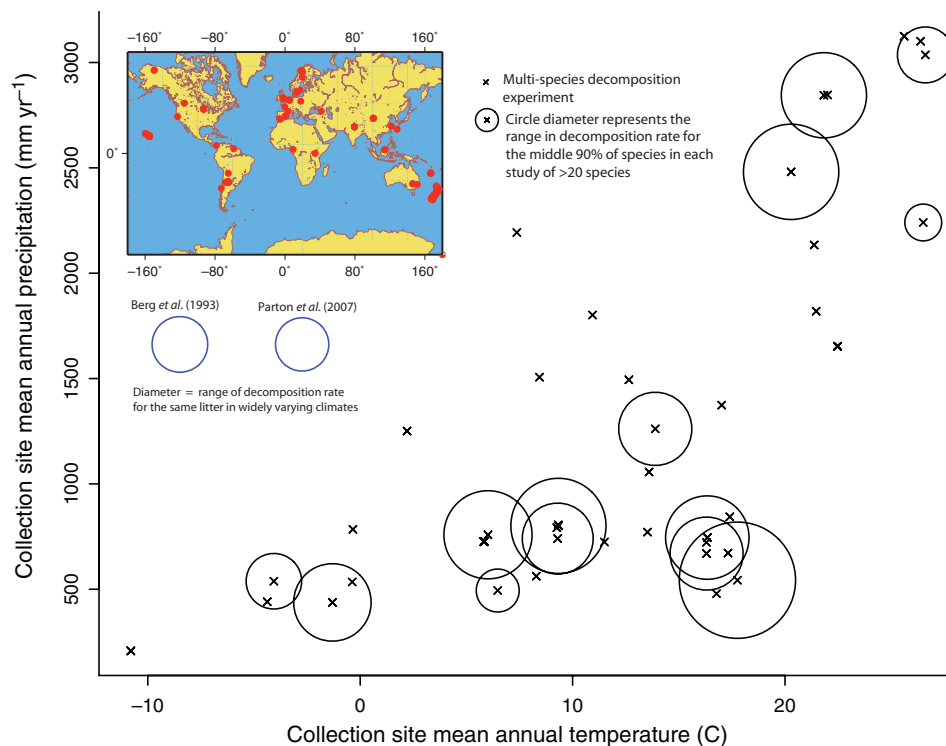 −160° −80° 0° 80° 160°
0°
−160° −80° 0° 80° 160°
Multi-species decomposition
experiment
Circle diameter represents the
range in decomposition rate for
the middle 90% of species in each
study of >20 species
Berg et al. (1993)
Parton et al. (2007)
Diameter = range of decomposition rate
for the same litter in widely varying climates
Collection site mean annual precipitation (mm yr−1)
3000
2500
2000
1500
1000
500
−10 0 10 20
Collection site mean annual temperature (C)